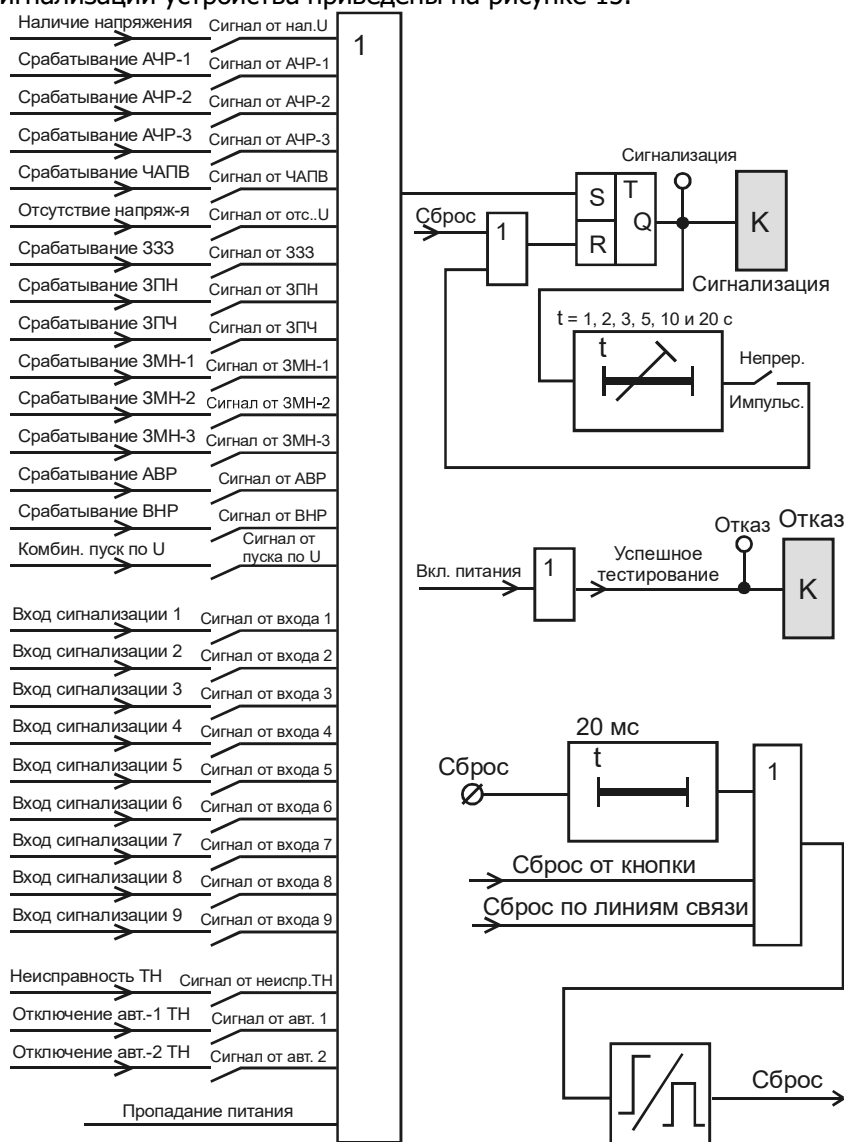 сигнализации устройства приведены на рисунке 15.
Наличие напряжения
Сигнал от нал.U
Срабатывание АЧР-1
Сигнал от АЧР-1
Срабатывание АЧР-2
Сигнал от АЧР-2
Срабатывание АЧР-3
Сигнал от АЧР-3
Срабатывание ЧАПВ
Сигнал от ЧАПВ
Отсутствие напряж-я
Сигнал от отс..U
Срабатывание ЗЗЗ
Сигнал от ЗЗЗ
Срабатывание ЗПН
Сигнал от ЗПН
Срабатывание ЗПЧ
Сигнал от ЗПЧ
Срабатывание ЗМН-1
Сигнал от ЗМН-1
Срабатывание ЗМН-2
Сигнал от ЗМН-2
Срабатывание ЗМН-3
Сигнал от ЗМН-3
Срабатывание АВР
Сигнал от АВР
Срабатывание ВНР
Сигнал от ВНР
Комбин. пуск по U
Сигнал от
пуска по U
Вход сигнализации 1
Сигнал от входа 1
Вход сигнализации 2
Сигнал от входа 2
Вход сигнализации 3
Сигнал от входа 3
Вход сигнализации 4
Сигнал от входа 4
Вход сигнализации 5
Сигнал от входа 5
Вход сигнализации 6
Сигнал от входа 6
Вход сигнализации 7
Сигнал от входа 7
Вход сигнализации 8
Сигнал от входа 8
Вход сигнализации 9
Сигнал от входа 9
Неисправность ТН
Сигнал от неиспр.ТН
Отключение авт.-1 ТН
Сигнал от авт. 1
Отключение авт.-2 ТН
Сигнал от авт. 2
Пропадание питания
1
Сигнализация
S
T
R
Q
K
Сигнализация
Сброс
1
t = 1, 2, 3, 5, 10 и 20 с
t
Непрер.
Импульс.
Вкл. питания
1
Успешное
тестирование
Отказ
Отказ
K
20 мс
t
Сброс
1
Сброс от кнопки
Сброс по линиям связи
Сброс